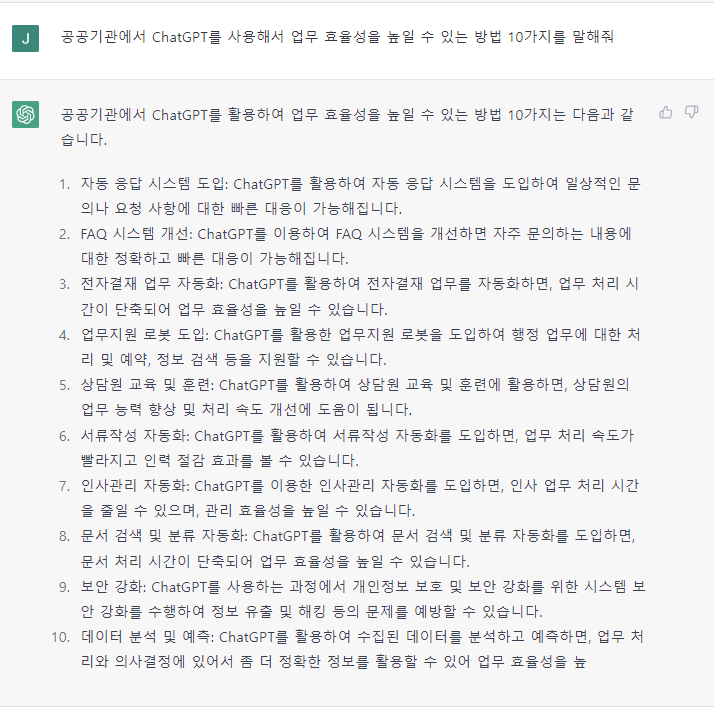 J
공공기관에서 ChatGPT를 사용해서 업무 효율성을 높일 수 있는 방법 10가지를 말해줘
공공기관에서 ChatGPT를 활용하여 업무 효율성을 높일 수 있는 방법 10가지는 다음과 같
습니다.
1. 자동 응답 시스템 도입: ChatGPT를 활용하여 자동 응답 시스템을 도입하여 일상적인 문
의나 요청 사항에 대한 빠른 대응이 가능해집니다.
2. FAQ 시스템 개선: ChatGPT를 이용하여 FAQ 시스템을 개선하면 자주 문의하는 내용에
대한 정확하고 빠른 대응이 가능해집니다.
3. 전자결재 업무 자동화: ChatGPT를 활용하여 전자결재 업무를 자동화하면, 업무 처리 시
간이 단축되어 업무 효율성을 높일 수 있습니다.
4. 업무지원 로봇 도입: ChatGPT를 활용한 업무지원 로봇을 도입하여 행정 업무에 대한 처
리 및 예약, 정보 검색 등을 지원할 수 있습니다.
5. 상담원 교육 및 훈련: ChatGPT를 활용하여 상담원 교육 및 훈련에 활용하면, 상담원의
업무 능력 향상 및 처리 속도 개선에 도움이 됩니다.
6. 서류작성 자동화: ChatGPT를 활용하여 서류작성 자동화를 도입하면, 업무 처리 속도가
빨라지고 인력 절감 효과를 볼 수 있습니다.
7. 인사관리 자동화: ChatGPT를 이용한 인사관리 자동화를 도입하면, 인사 업무 처리 시간
을 줄일 수 있으며, 관리 효율성을 높일 수 있습니다.
8. 문서 검색 및 분류 자동화: ChatGPT를 활용하여 문서 검색 및 분류 자동화를 도입하면,
문서 처리 시간이 단축되어 업무 효율성을 높일 수 있습니다.
9. 보안 강화: ChatGPT를 사용하는 과정에서 개인정보 보호 및 보안 강화를 위한 시스템 보
안 강화를 수행하여 정보 유출 및 해킹 등의 문제를 예방할 수 있습니다.
10. 데이터 분석 및 예측: ChatGPT를 활용하여 수집된 데이터를 분석하고 예측하면, 업무 처
리와 의사결정에 있어서 좀 더 정확한 정보를 활용할 수 있어 업무 효율성을 높